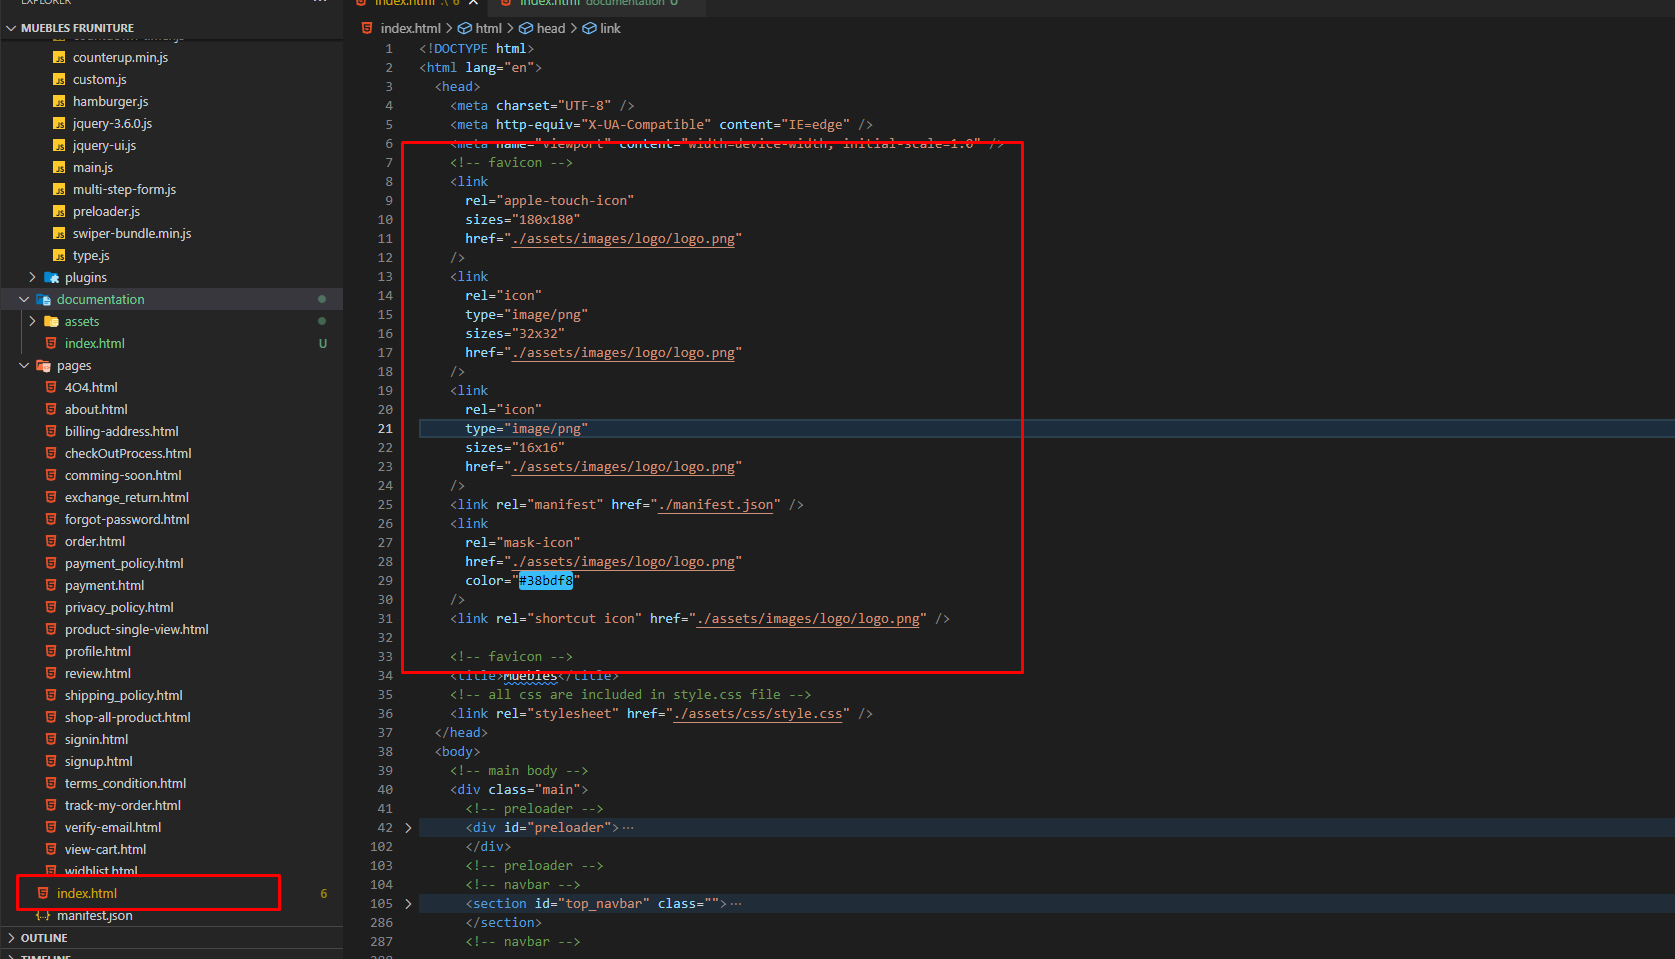 EXPLORER
MUEBLES FRUNITURE
counterup.min.js
custom.js
hamburger.js
jquery-3.6.0.js
jquery-ui.js
main.js
multi-step-form.js
preloader.js
swiper-bundle.min.js
type.js
plugins
documentation
assets
index.html U
pages
4O4.html
about.html
billing-address.html
checkOutProcess.html
comming-soon.html
exchange_return.html
forgot-password.html
order.html
payment_policy.html
payment.html
privacy_policy.html
product-single-view.html
profile.html
review.html
shipping_policy.html
shop-all-product.html
signin.html
signup.html
terms_condition.html
track-my-order.html
verify-email.html
view-cart.html
widhlist.html
index.html 6
manifest.json
OUTLINE
TIMELINE
index.html .\ 6 index.html documentation U
index.html > html > head > link
1 <!DOCTYPE html>
2 <html lang="en">
3 <head>
4 <meta charset="UTF-8" />
5 <meta http-equiv="X-UA-Compatible" content="IE=edge" />
6 <meta name="viewport" content="width=device-width, initial-scale=1.0" />
7 <!-- favicon -->
8 <link
9 rel="apple-touch-icon"
10 sizes="180x180"
11 href="./assets/images/logo/logo.png"
12 />
13 <link
14 rel="icon"
15 type="image/png"
16 sizes="32x32"
17 href="./assets/images/logo/logo.png"
18 />
19 <link
20 rel="icon"
21 type="image/png"
22 sizes="16x16"
23 href="./assets/images/logo/logo.png"
24 />
25 <link rel="manifest" href="./manifest.json" />
26 <link
27 rel="mask-icon"
28 href="./assets/images/logo/logo.png"
29 color="#38bdf8"
30 />
31 <link rel="shortcut icon" href="./assets/images/logo/logo.png" />
32
33 <!-- favicon -->
34 <title>Muebles</title>
35 <!-- all css are included in style.css file -->
36 <link rel="stylesheet" href="./assets/css/style.css" />
37 </head>
38 <body>
39 <!-- main body -->
40 <div class="main">
41 <!-- preloader -->
42 <div id="preloader">···
102 </div>
103 <!-- preloader -->
104 <!-- navbar -->
105 <section id="top_navbar" class="">···
286 </section>
287 <!-- navbar -->